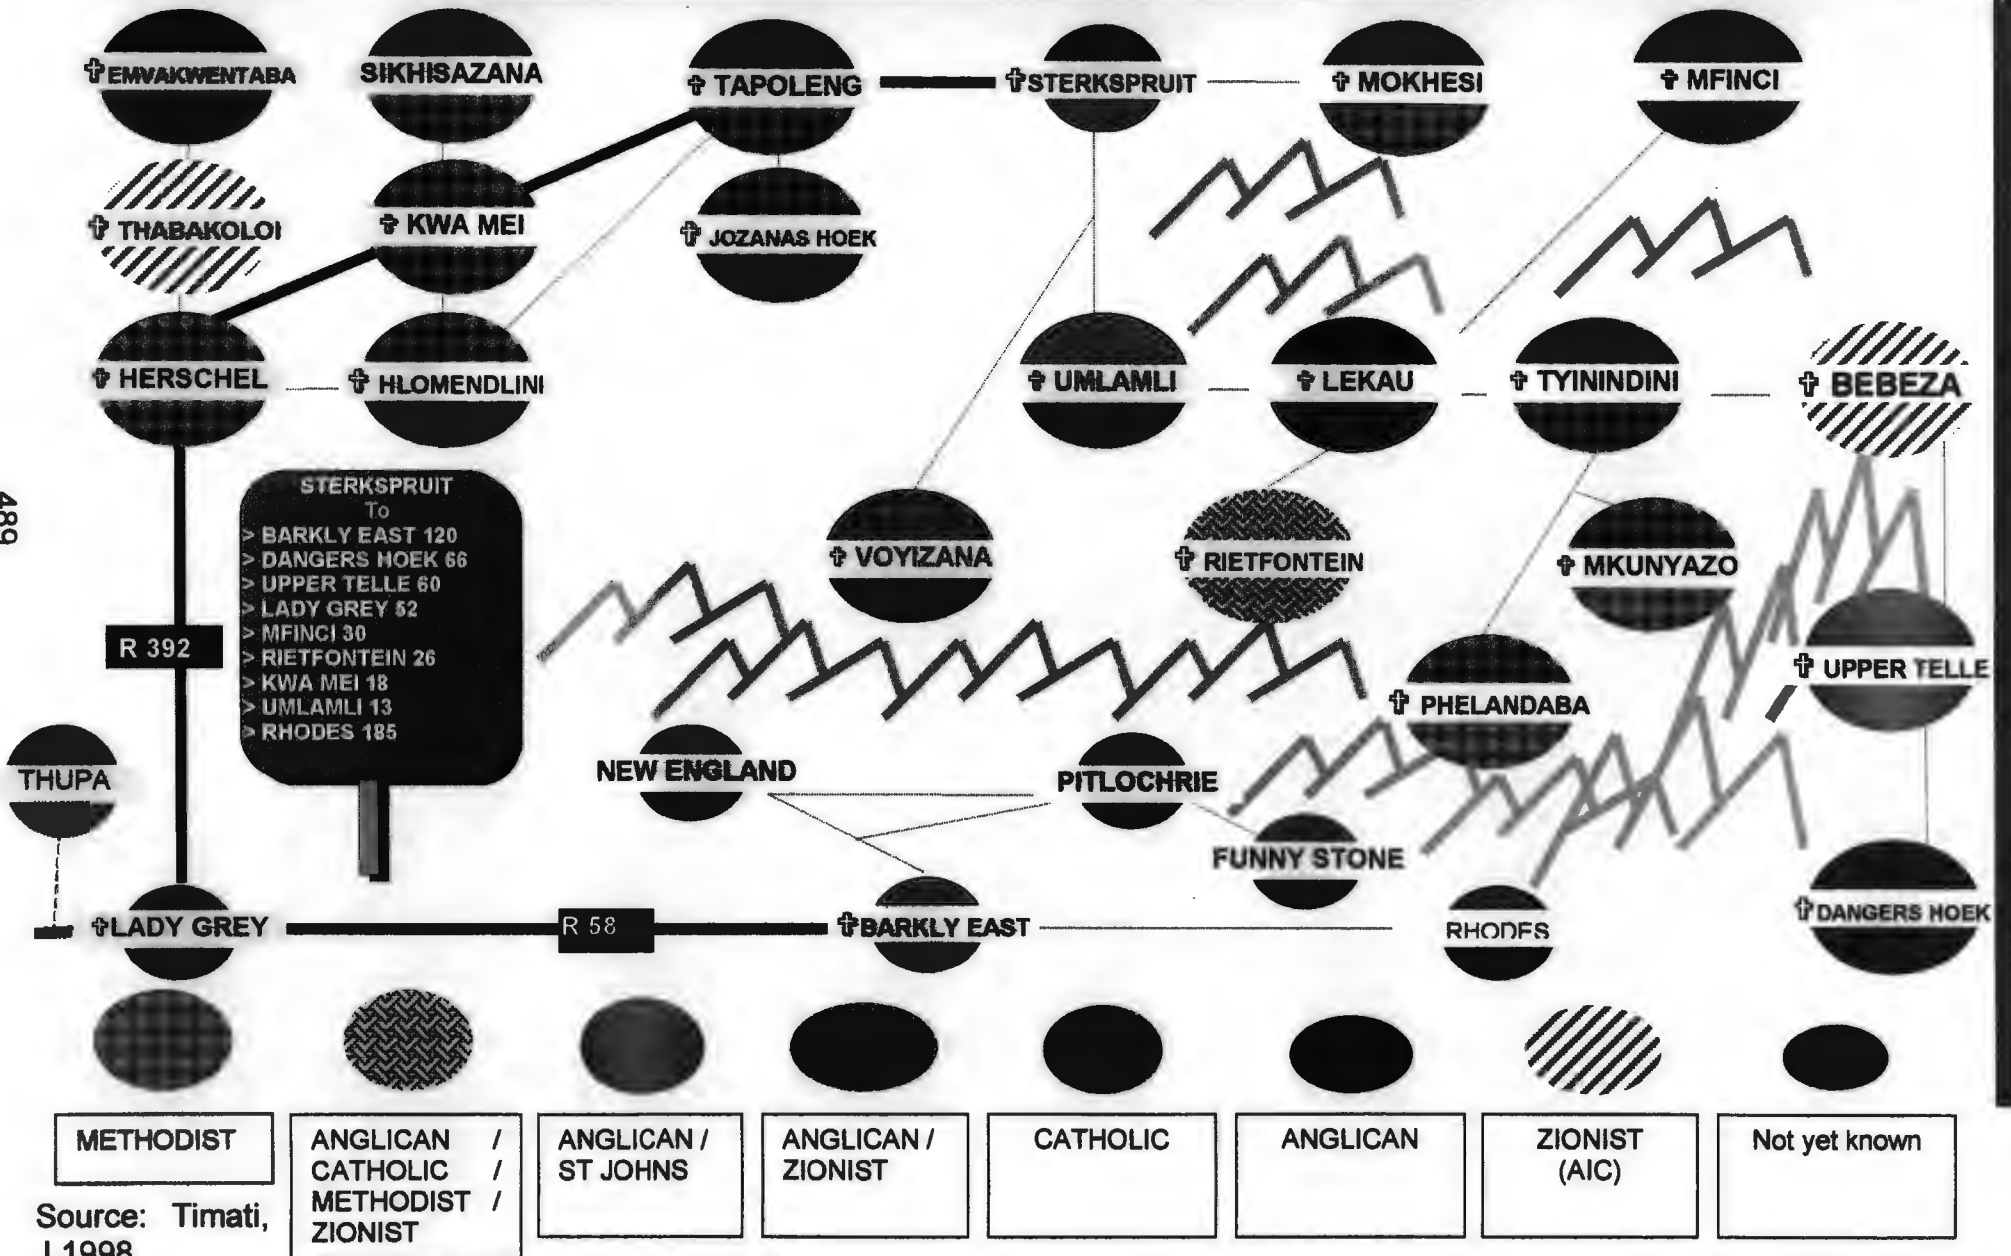 ✞ EMVAKWENTABA
SIKHISAZANA
✞ TAPOLENG
✞ STERKSPRUIT
✞ MOKHESI
✞ MFINCI
✞ THABAKOLOI
✞ KWA MEI
✞ JOZANAS HOEK
✞ HERSCHEL
✞ HLOMENDLINI
✞ UMLAMLI
✞ LEKAU
✞ TYININDINI
✞ BEBEZA
489
STERKSPRUIT
To
> BARKLY EAST 120
> DANGERS HOEK 66
> UPPER TELLE 60
> LADY GREY 52
> MFINCI 30
> RIETFONTEIN 26
> KWA MEI 18
> UMLAMLI 13
> RHODES 185
✞ VOYIZANA
✞ RIETFONTEIN
✞ MKUNYAZO
R 392
✞ UPPER TELLE
✞ PHELANDABA
THUPA
NEW ENGLAND
PITLOCHRIE
FUNNY STONE
✞ LADY GREY
R 58
✞ BARKLY EAST
RHODES
✞ DANGERS HOEK
METHODIST
ANGLICAN /
CATHOLIC /
METHODIST /
ZIONIST
ANGLICAN /
ST JOHNS
ANGLICAN /
ZIONIST
CATHOLIC
ANGLICAN
ZIONIST
(AIC)
Not yet known
Source: Timati,
J 1998